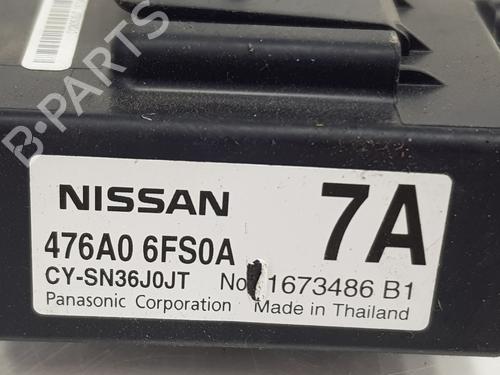 NISSAN 7A
476A0 6FS0A
CY-SN36J0JT No 1673486 B1
Panasonic Corporation Made in Thailand
B-PARTS